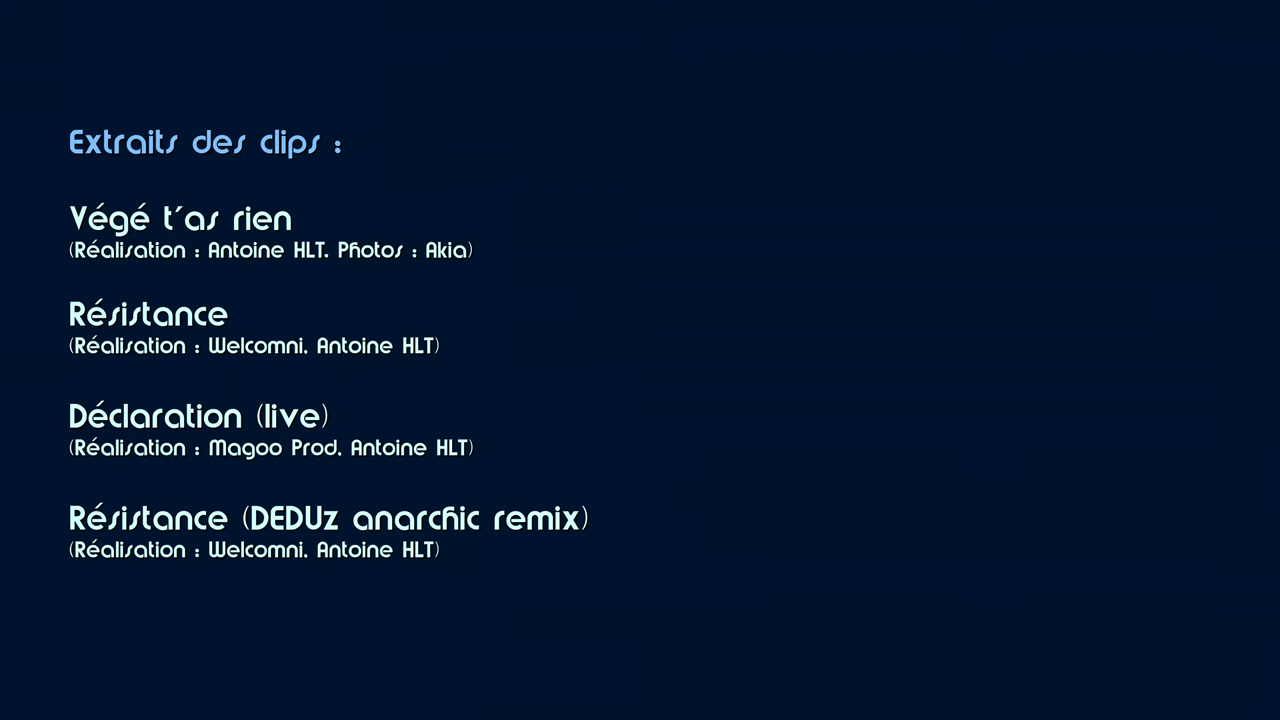 Extraits des clips :
Végé t'as rien
(Réalisation : Antoine HLT. Photos : Akia)
Résistance
(Réalisation : Welcomni, Antoine HLT)
Déclaration (live)
(Réalisation : Magoo Prod, Antoine HLT)
Résistance (DEDUz anarchic remix)
(Réalisation : Welcomni, Antoine HLT)